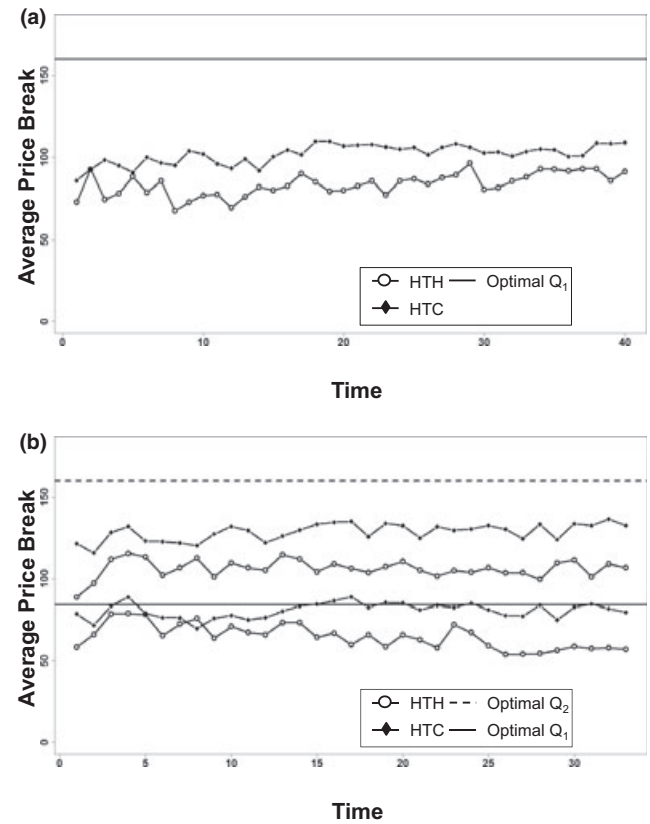 (a)
Average Price Break
150
100
50
0
HTH Optimal Q₁
HTC
0 10 20 30 40
Time
(b)
Average Price Break
150
100
50
0
HTH Optimal Q₂
HTC Optimal Q₁
0 5 10 15 20 25 30
Time